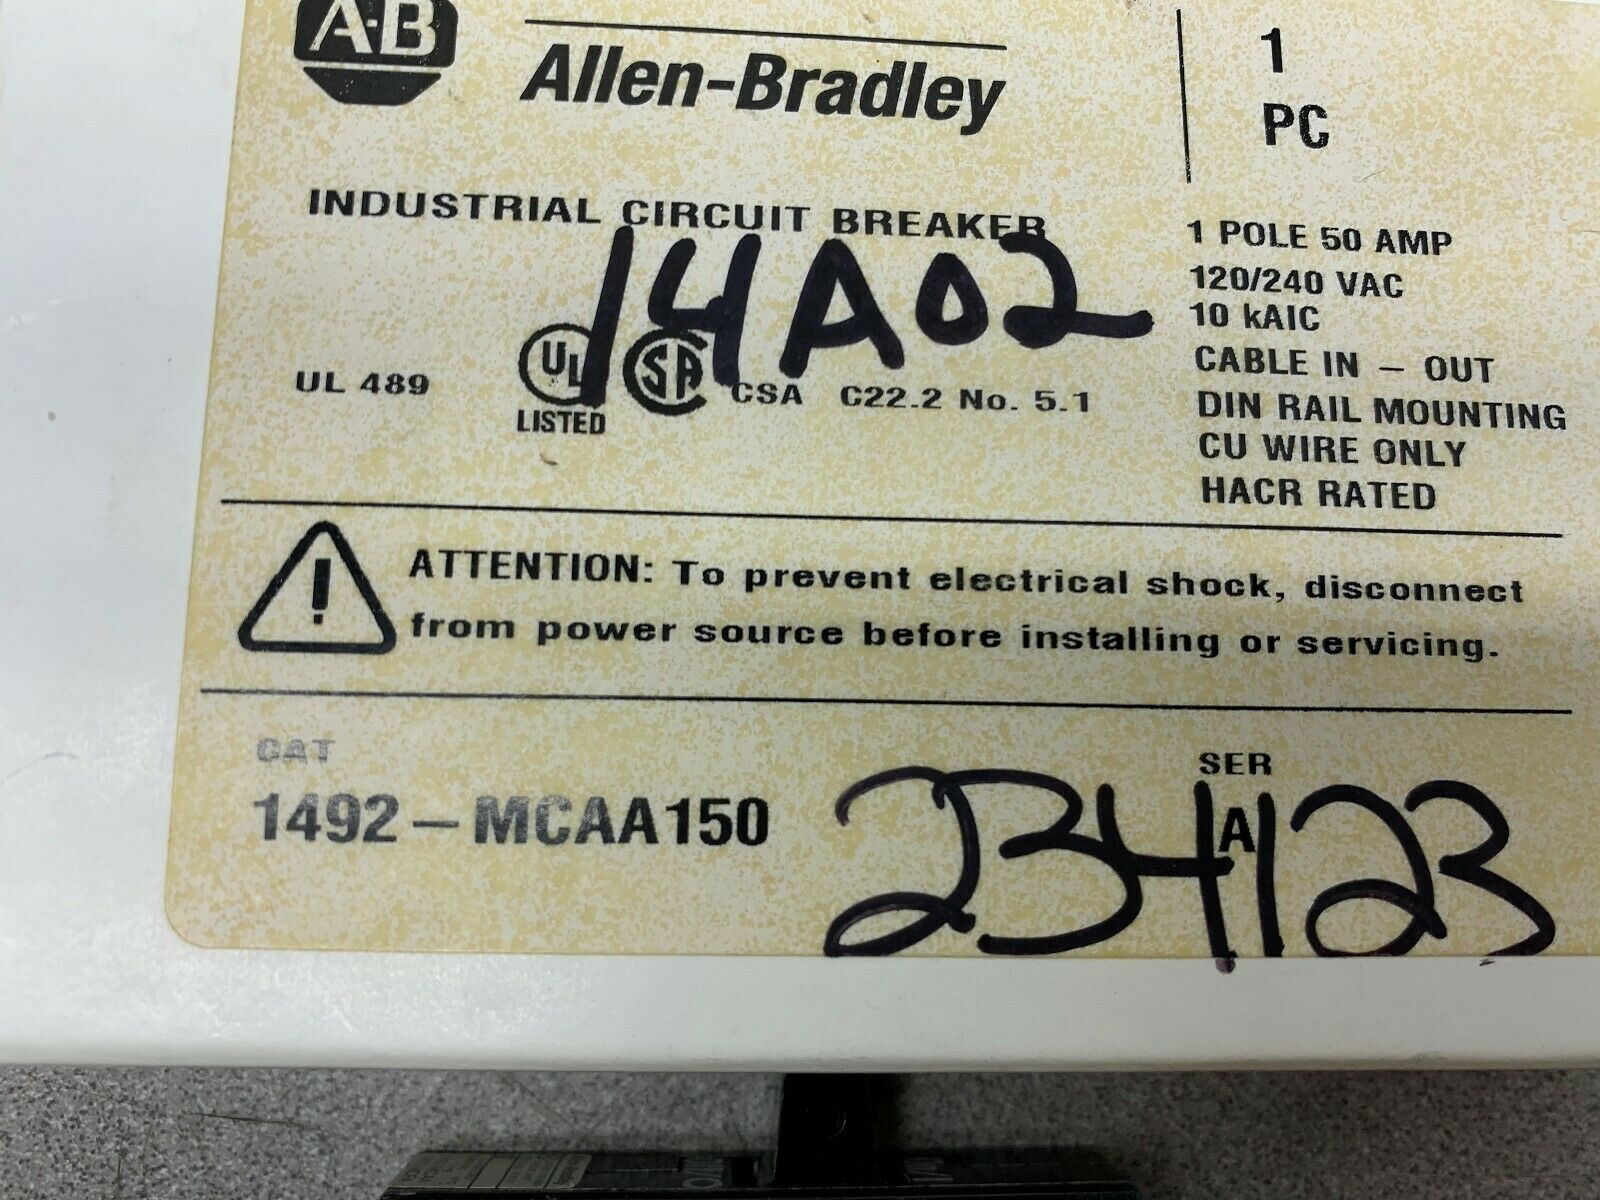 A-B
Allen-Bradley
1
PC
INDUSTRIAL CIRCUIT BREAKER
14A02
UL 489
UL
LISTED
SA
CSA C22.2 No. 5.1
1 POLE 50 AMP
120/240 VAC
10 kAIC
CABLE IN – OUT
DIN RAIL MOUNTING
CU WIRE ONLY
HACR RATED
ATTENTION: To prevent electrical shock, disconnect
from power source before installing or servicing.
CAT
1492–MCAA150
SER
A
234123